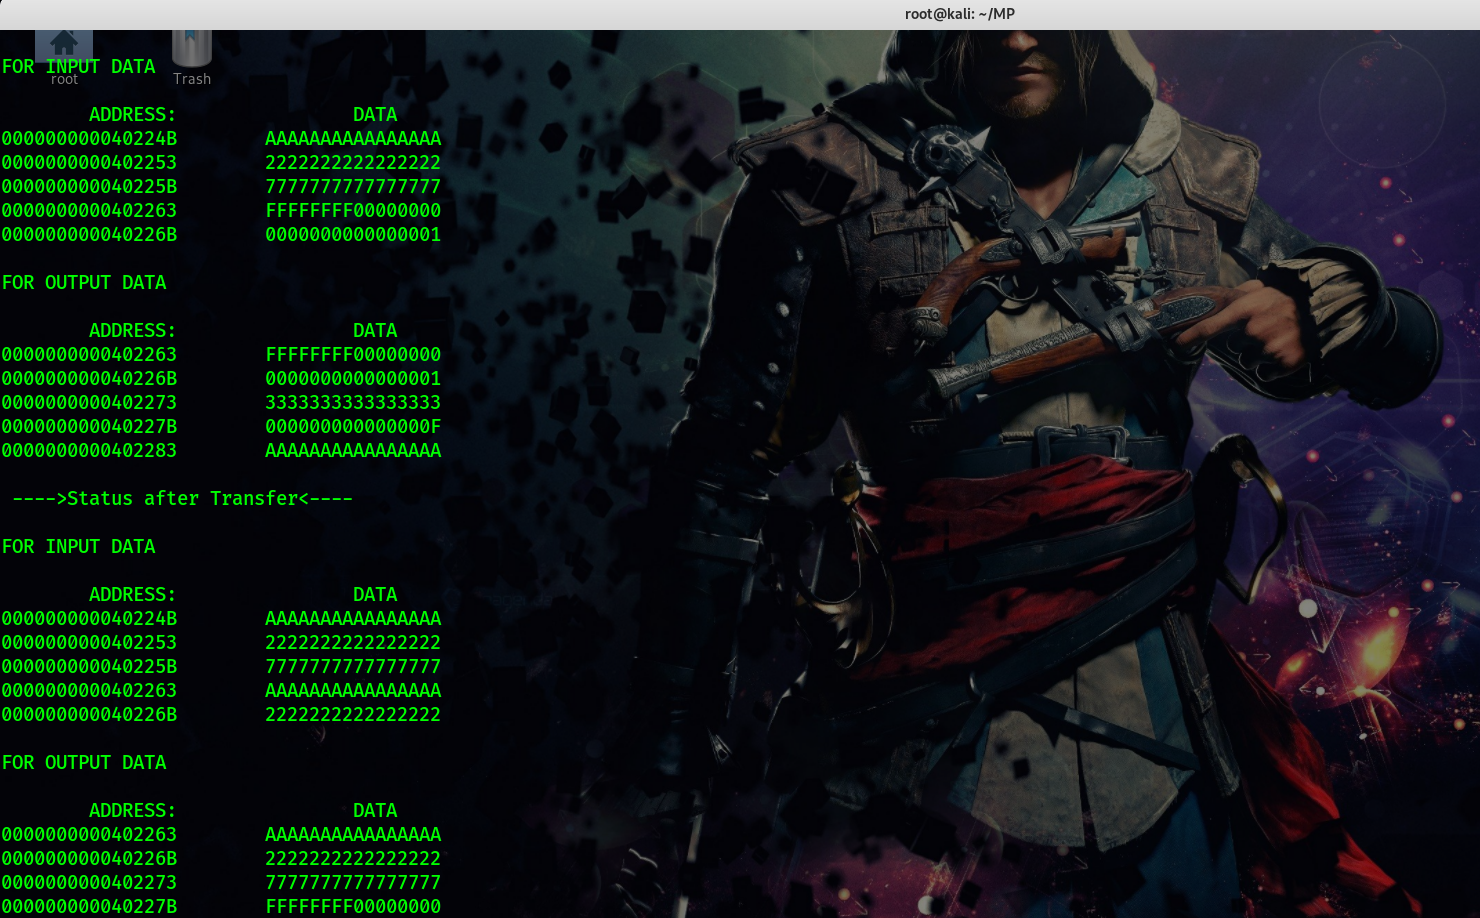 root@kali: ~/MP
root
Trash
FOR INPUT DATA
ADDRESS: DATA
000000000040224B AAAAAAAAAAAAAAAA
0000000000402253 2222222222222222
000000000040225B 7777777777777777
0000000000402263 FFFFFFFF00000000
000000000040226B 0000000000000001
FOR OUTPUT DATA
ADDRESS: DATA
0000000000402263 FFFFFFFF00000000
000000000040226B 0000000000000001
0000000000402273 3333333333333333
000000000040227B 000000000000000F
0000000000402283 AAAAAAAAAAAAAAAA
---->Status after Transfer<----
FOR INPUT DATA
ADDRESS: DATA
000000000040224B AAAAAAAAAAAAAAAA
0000000000402253 2222222222222222
000000000040225B 7777777777777777
0000000000402263 AAAAAAAAAAAAAAAA
000000000040226B 2222222222222222
FOR OUTPUT DATA
ADDRESS: DATA
0000000000402263 AAAAAAAAAAAAAAAA
000000000040226B 2222222222222222
0000000000402273 7777777777777777
000000000040227B FFFFFFFF00000000